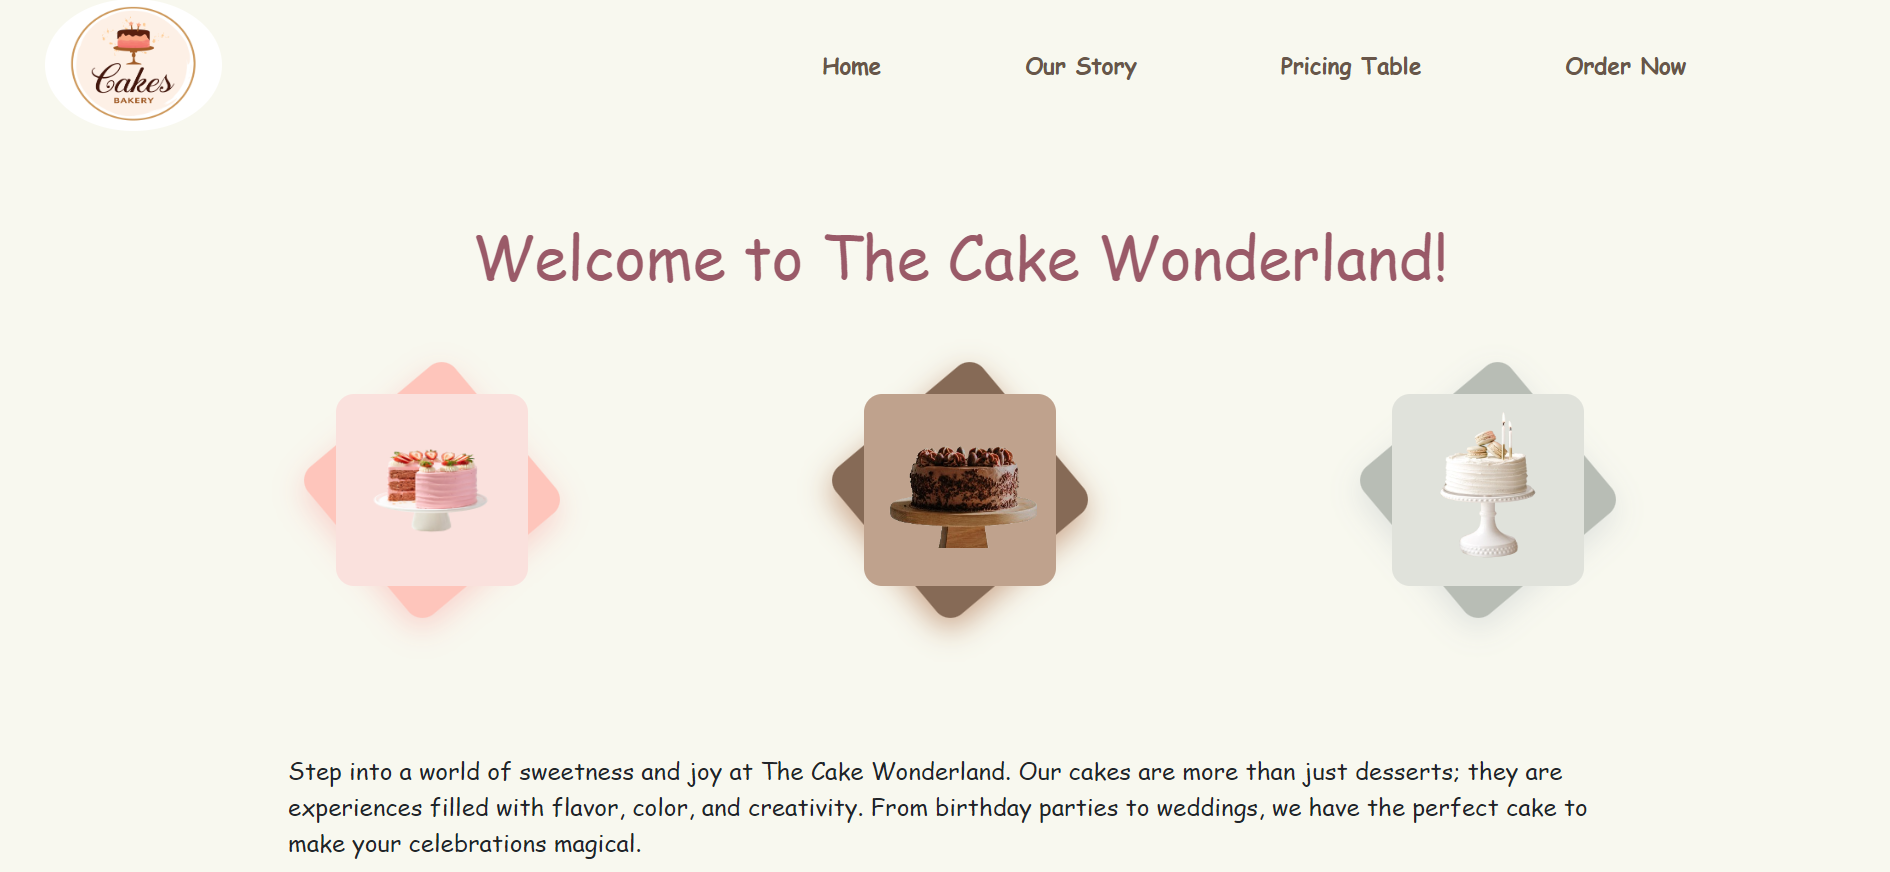 Cakes
BAKERY
Home
Our Story
Pricing Table
Order Now
Welcome to The Cake Wonderland!
Step into a world of sweetness and joy at The Cake Wonderland. Our cakes are more than just desserts; they are
experiences filled with flavor, color, and creativity. From birthday parties to weddings, we have the perfect cake to
make your celebrations magical.